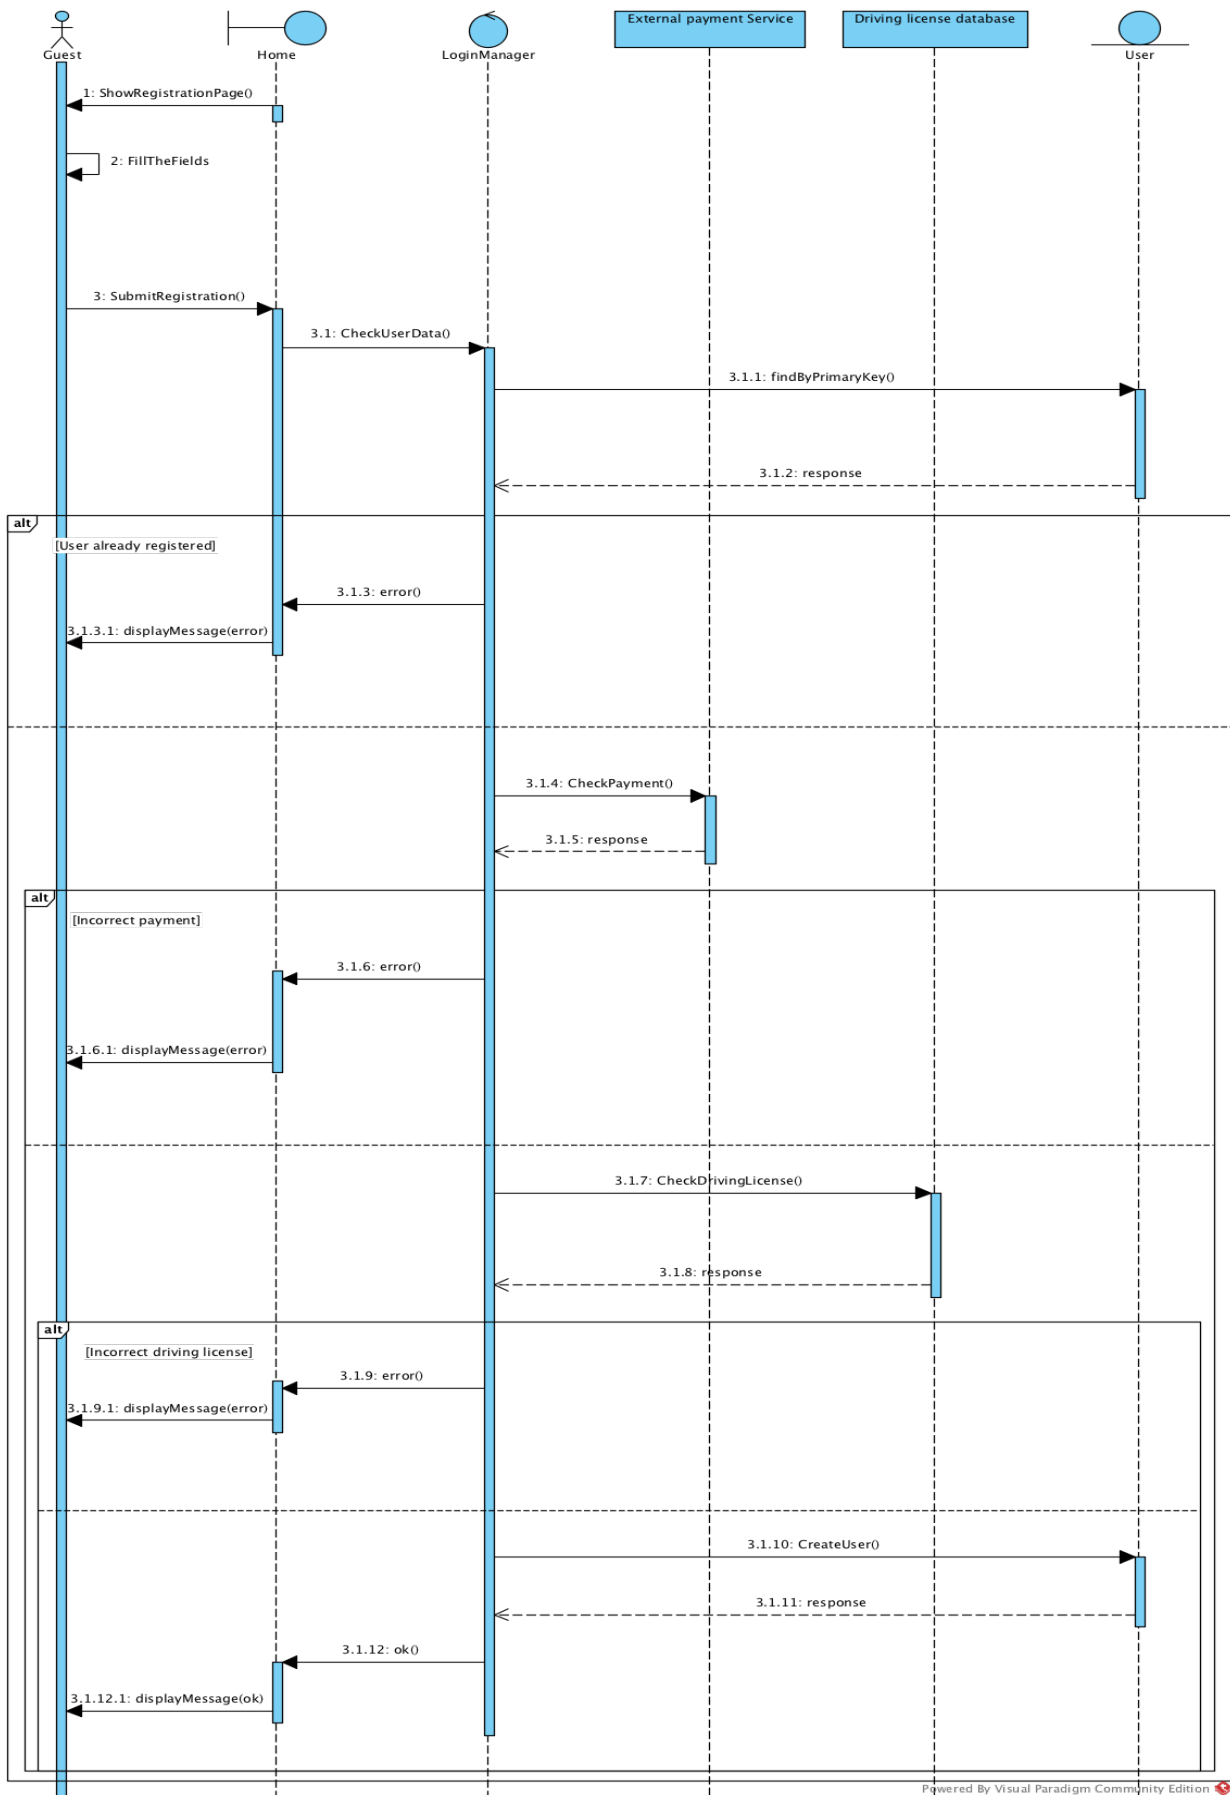 External payment Service
Driving license database
Guest
Home
LoginManager
User
1: ShowRegistrationPage()
2: FillTheFields
3: SubmitRegistration()
3.1: CheckUserData()
3.1.1: findByPrimaryKey()
3.1.2: response
alt
[User already registered]
3.1.3: error()
3.1.3.1: displayMessage(error)
3.1.4: CheckPayment()
3.1.5: response
alt
[Incorrect payment]
3.1.6: error()
3.1.6.1: displayMessage(error)
3.1.7: CheckDrivingLicense()
3.1.8: response
alt
[Incorrect driving license]
3.1.9: error()
3.1.9.1: displayMessage(error)
3.1.10: CreateUser()
3.1.11: response
3.1.12: ok()
3.1.12.1: displayMessage(ok)
Powered By Visual Paradigm Community Edition